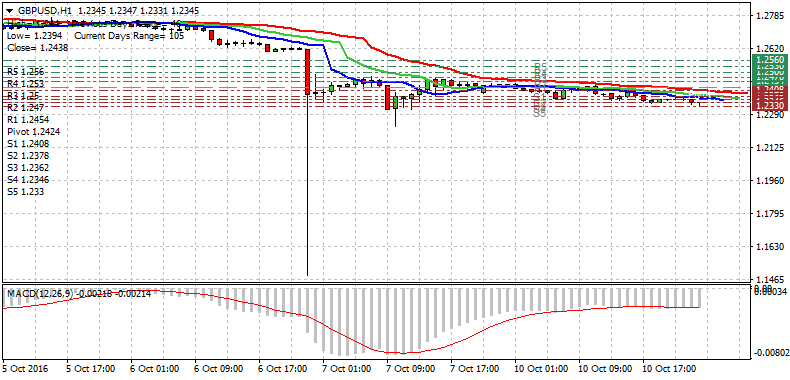 GBPUSD,H1 1.2345 1.2347 1.2331 1.2345
Low= 1.2394 Current Days Range= 105
Close= 1.2438
R5 1.256
R4 1.253
R3 1.25
R2 1.247
R1 1.2454
Pivot 1.2424
S1 1.2408
S2 1.2378
S3 1.2362
S4 1.2346
S5 1.233
1.2785
1.2620
1.2560
1.2330
1.2290
1.2125
1.1960
1.1795
1.1630
1.1465
R5
S5
MACD(12,26,9) -0.00218 -0.00214
0.00034
-0.00802
5 Oct 2016
5 Oct 17:00
6 Oct 01:00
6 Oct 09:00
6 Oct 17:00
7 Oct 01:00
7 Oct 09:00
7 Oct 17:00
10 Oct 01:00
10 Oct 09:00
10 Oct 17:00